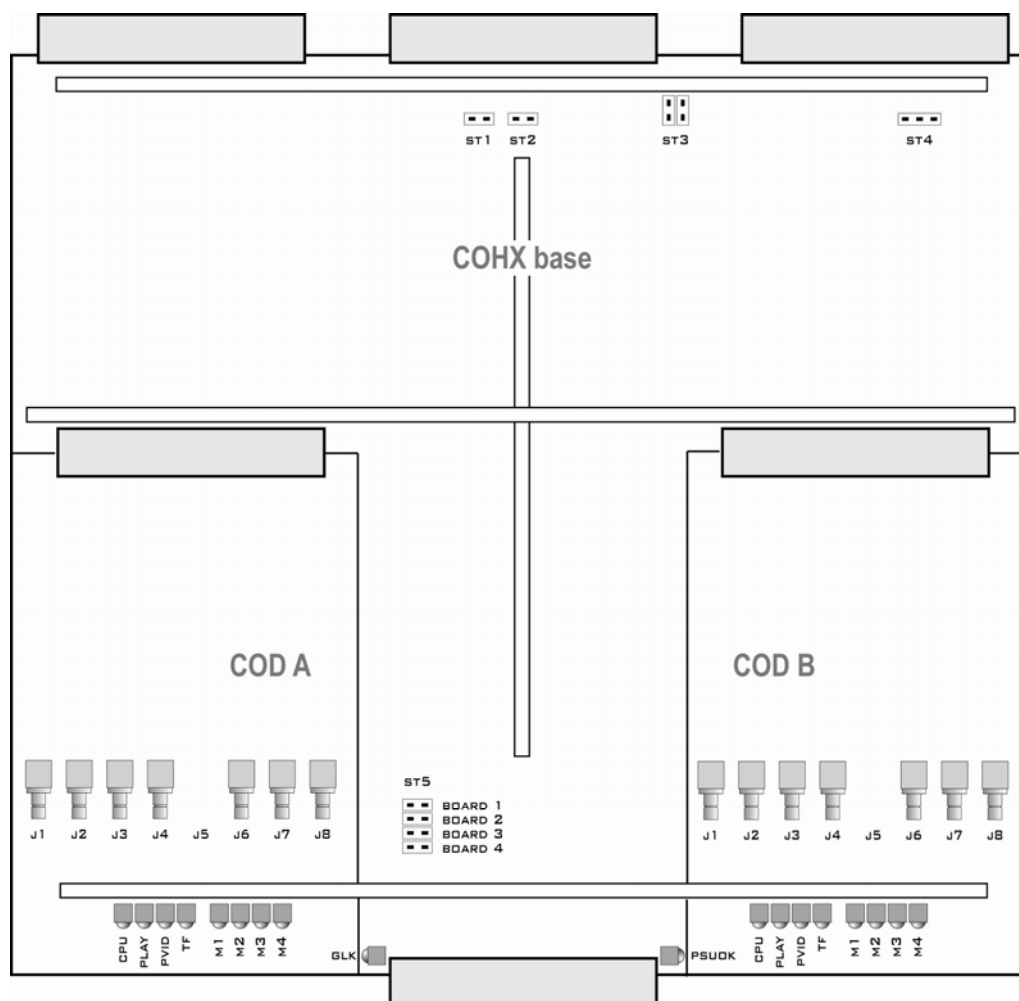 ST1 ST2 ST3 ST4
COHX base
COD A COD B
ST5
BOARD 1
BOARD 2
BOARD 3
BOARD 4
J1 J2 J3 J4 J5 J6 J7 J8
J1 J2 J3 J4 J5 J6 J7 J8
CPU PLAY PVID TF M1 M2 M3 M4
GLK PSUOK
CPU PLAY PVID TF M1 M2 M3 M4